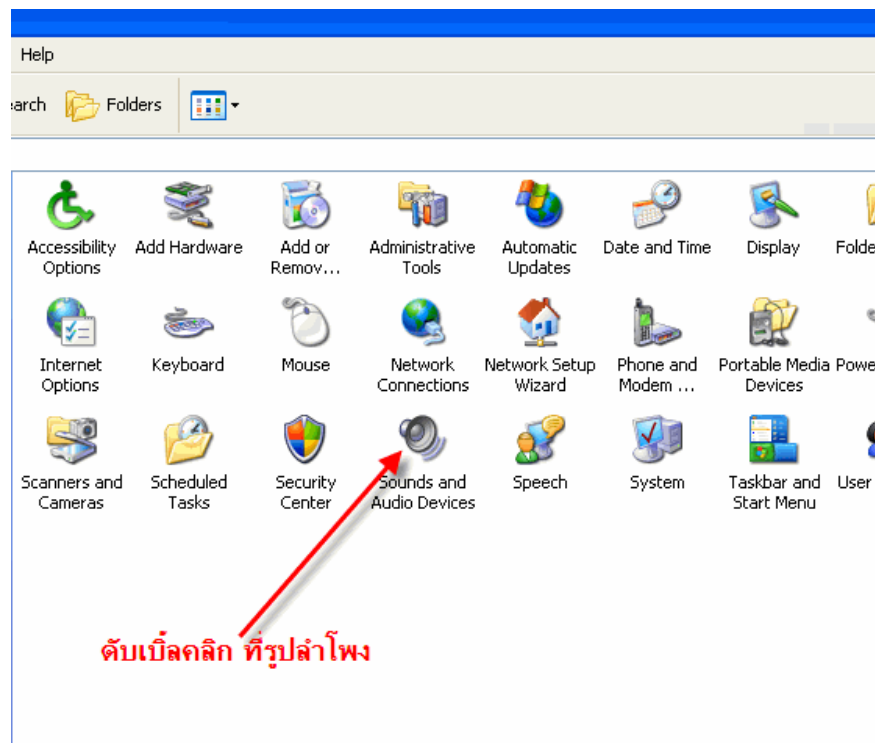 Help
earch Folders
Accessibility Options
Add Hardware
Add or Remov...
Administrative Tools
Automatic Updates
Date and Time
Display
Folde
Internet Options
Keyboard
Mouse
Network Connections
Network Setup Wizard
Phone and Modem ...
Portable Media Devices
Powe
Scanners and Cameras
Scheduled Tasks
Security Center
Sounds and Audio Devices
Speech
System
Taskbar and Start Menu
User
ดับเบิ้ลคลิก ที่รูปลำโพง